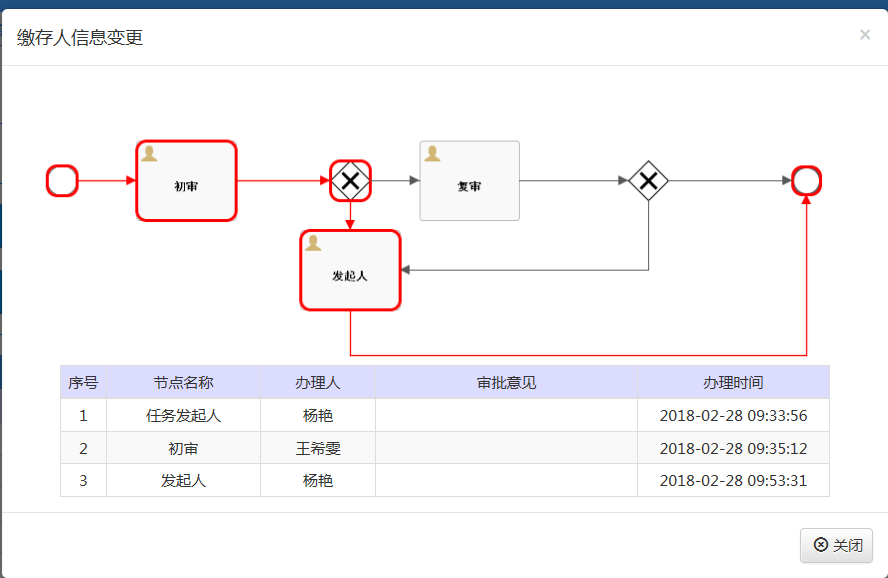 缴存人信息变更
×
初审
复审
发起人
序号 节点名称 办理人 审批意见 办理时间
1 任务发起人 杨艳 2018-02-28 09:33:56
2 初审 王希雯 2018-02-28 09:35:12
3 发起人 杨艳 2018-02-28 09:53:31
关闭